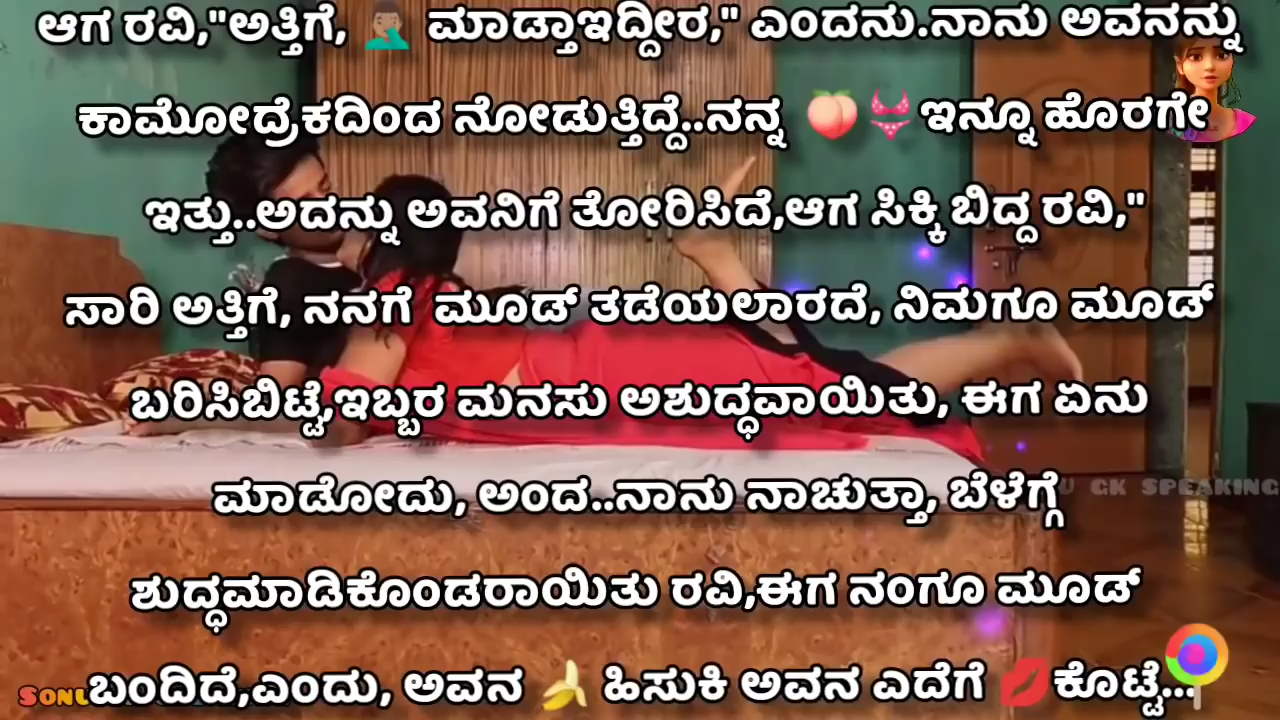 ಆಗ ರವಿ,"ಅತ್ತಿಗೆ, 🤦🏽‍♂️ ಮಾಡ್ತಾಇದ್ದೀರ," ಎಂದನು.ನಾನು ಅವನನ್ನು
ಕಾಮೋದ್ರೆಕದಿಂದ ನೋಡುತ್ತಿದ್ದೆ..ನನ್ನ 🍑👙 ಇನ್ನೂ ಹೊರಗೇ
ಇತ್ತು..ಅದನ್ನು ಅವನಿಗೆ ತೋರಿಸಿದೆ,ಆಗ ಸಿಕ್ಕಿಬಿದ್ದ ರವಿ,"
ಸಾರಿ ಅತ್ತಿಗೆ, ನನಗೆ ಮೂಡ್ ತಡೆಯಲಾರದೆ, ನಿಮಗೂ ಮೂಡ್
ಬರಿಸಿಬಿಟ್ಟೆ,ಇಬ್ಬರ ಮನಸು ಅಶುದ್ಧವಾಯಿತು, ಈಗ ಏನು
ಮಾಡೋದು, ಅಂದ..ನಾನು ನಾಚುತ್ತಾ, ಬೆಳೆಗ್ಗೆ
U GK SPEAKING
ಶುದ್ಧಮಾಡಿಕೊಂಡರಾಯಿತು ರವಿ,ಈಗ ನಂಗೂ ಮೂಡ್
ಬಂದಿದೆ,ಎಂದು, ಅವನ 🍌 ಹಿಸುಕಿ ಅವನ ಎದೆಗೆ 💋ಕೊಟ್ಟೆ...